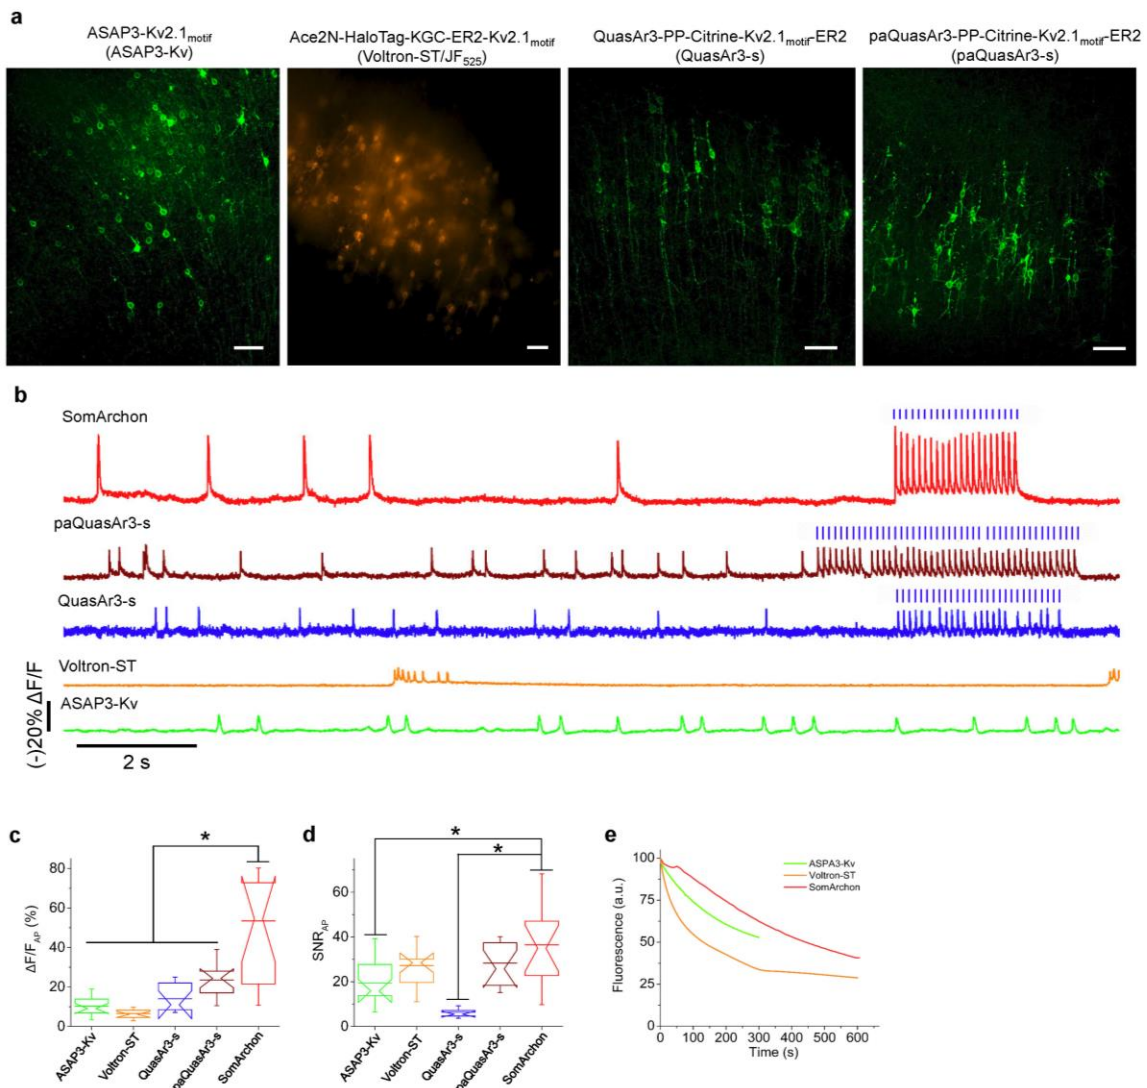 a
ASAP3-Kv2.1motif
(ASAP3-Kv)
Ace2N-HaloTag-KGC-ER2-Kv2.1motif
(Voltron-ST/JF525)
QuasAr3-PP-Citrine-Kv2.1motif-ER2
(QuasAr3-s)
paQuasAr3-PP-Citrine-Kv2.1motif-ER2
(paQuasAr3-s)
b
SomArchon
paQuasAr3-s
QuasAr3-s
Voltron-ST
ASAP3-Kv
(-)20% ΔF/F
2 s
c
*
80
60
40
20
0
ΔF/FAP (%)
ASAP3-Kv
Voltron-ST
QuasAr3-s
paQuasAr3-s
SomArchon
d
*
*
60
40
20
0
SNRAP
ASAP3-Kv
Voltron-ST
QuasAr3-s
paQuasAr3-s
SomArchon
e
100
75
50
25
0
Fluorescence (a.u.)
ASPA3-Kv
Voltron-ST
SomArchon
0 100 200 300 400 500 600
Time (s)